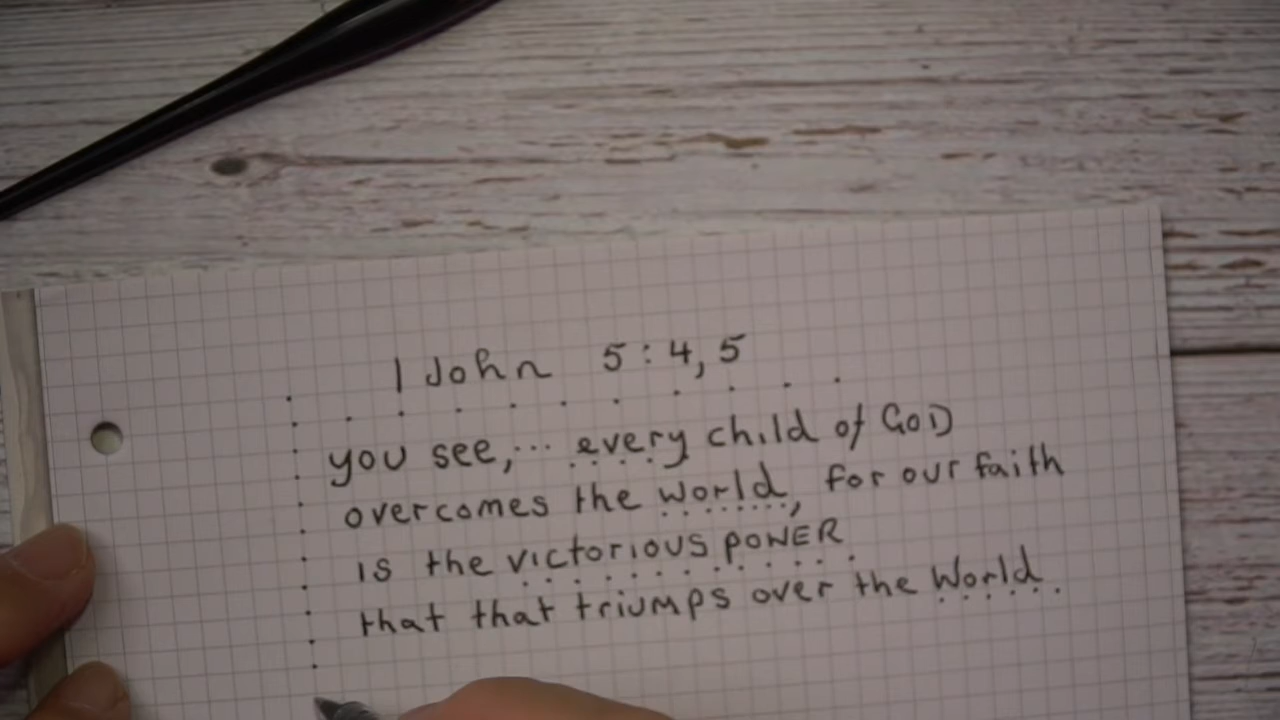 1 John 5:4,5
you see,... every child of GOD
overcomes the world, for our faith
is the victorious power
that that triumps over the World.